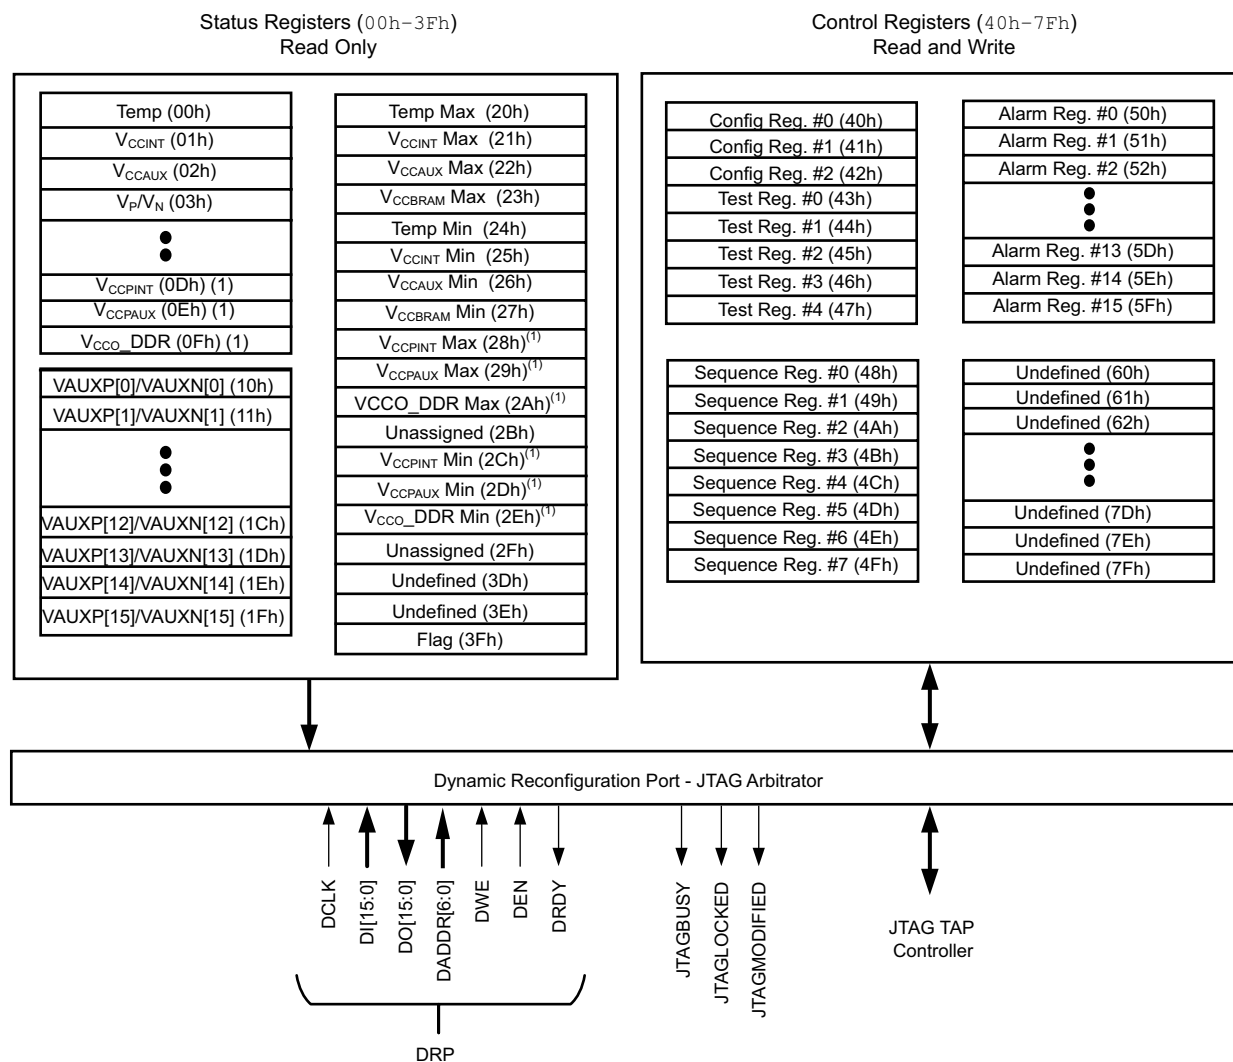 Status Registers (00h–3Fh)
Read Only
Temp (00h)
VCCINT (01h)
VCCAUX (02h)
VP/VN (03h)
VCCPINT (0Dh) (1)
VCCPAUX (0Eh) (1)
VCCO_DDR (0Fh) (1)
VAUXP[0]/VAUXN[0] (10h)
VAUXP[1]/VAUXN[1] (11h)
VAUXP[12]/VAUXN[12] (1Ch)
VAUXP[13]/VAUXN[13] (1Dh)
VAUXP[14]/VAUXN[14] (1Eh)
VAUXP[15]/VAUXN[15] (1Fh)
Temp Max (20h)
VCCINT Max (21h)
VCCAUX Max (22h)
VCCBRAM Max (23h)
Temp Min (24h)
VCCINT Min (25h)
VCCAUX Min (26h)
VCCBRAM Min (27h)
VCCPINT Max (28h)(1)
VCCPAUX Max (29h)(1)
VCCO_DDR Max (2Ah)(1)
Unassigned (2Bh)
VCCPINT Min (2Ch)(1)
VCCPAUX Min (2Dh)(1)
VCCO_DDR Min (2Eh)(1)
Unassigned (2Fh)
Undefined (3Dh)
Undefined (3Eh)
Flag (3Fh)
Control Registers (40h–7Fh)
Read and Write
Config Reg. #0 (40h)
Config Reg. #1 (41h)
Config Reg. #2 (42h)
Test Reg. #0 (43h)
Test Reg. #1 (44h)
Test Reg. #2 (45h)
Test Reg. #3 (46h)
Test Reg. #4 (47h)
Sequence Reg. #0 (48h)
Sequence Reg. #1 (49h)
Sequence Reg. #2 (4Ah)
Sequence Reg. #3 (4Bh)
Sequence Reg. #4 (4Ch)
Sequence Reg. #5 (4Dh)
Sequence Reg. #6 (4Eh)
Sequence Reg. #7 (4Fh)
Alarm Reg. #0 (50h)
Alarm Reg. #1 (51h)
Alarm Reg. #2 (52h)
Alarm Reg. #13 (5Dh)
Alarm Reg. #14 (5Eh)
Alarm Reg. #15 (5Fh)
Undefined (60h)
Undefined (61h)
Undefined (62h)
Undefined (7Dh)
Undefined (7Eh)
Undefined (7Fh)
Dynamic Reconfiguration Port - JTAG Arbitrator
DCLK
DI[15:0]
DO[15:0]
DADDR[6:0]
DWE
DEN
DRDY
JTAGBUSY
JTAGLOCKED
JTAGMODIFIED
JTAG TAP
Controller
DRP